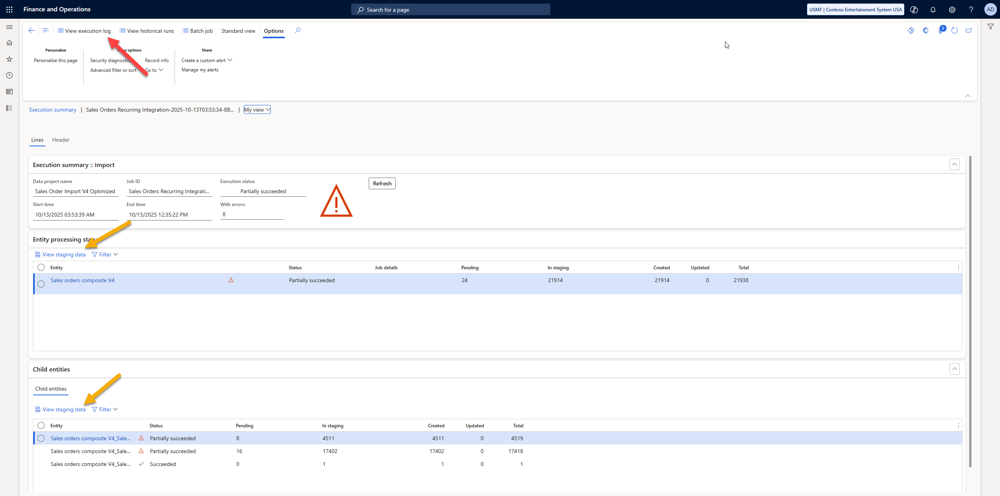 Finance and Operations
Search for a page
USMF | Contoso Entertainment System USA
AD
View execution log
View historical runs
Batch job
Standard view
Options
0
Personalize
options
Share
Personalize this page
Security diagnostics
Record info
Create a custom alert
Advanced filter or sort
Go to
Manage my alerts
Execution summary | Sales Orders Recurring Integration-2025-10-13T03:53:34-8B... | My view
Lines
Header
Execution summary :: Import
Data project name
Job ID
Execution status
Sales Order Import V4 Optimized
Sales Orders Recurring Integrati...
Partially succeeded
Refresh
Start time
End time
With errors:
10/13/2025 03:53:39 AM
10/13/2025 12:35:22 PM
8
Entity processing status
View staging data
Filter
Entity Status Job details Pending In staging Created Updated Total
Sales orders composite V4 Partially succeeded 24 21914 21914 0 21938
Child entities
Child entities
View staging data
Filter
Entity Status Pending In staging Created Updated Total
Sales orders composite V4_Sale... Partially succeeded 8 4511 4511 0 4519
Sales orders composite V4_Sale... Partially succeeded 16 17402 17402 0 17418
Sales orders composite V4_Sale... Succeeded 0 1 1 0 1